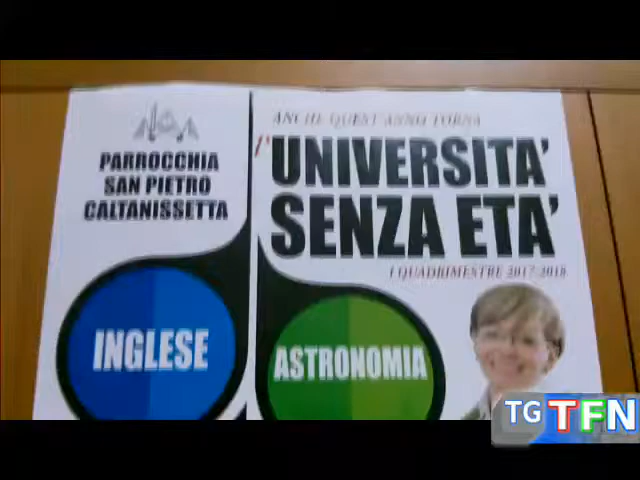 PARROCCHIA
SAN PIETRO
CALTANISSETTA
ANCHE QUEST'ANNO TORNA
l'UNIVERSITA'
SENZA ETA'
I QUADRIMESTRE 2017-2018
INGLESE
ASTRONOMIA
TG TFN